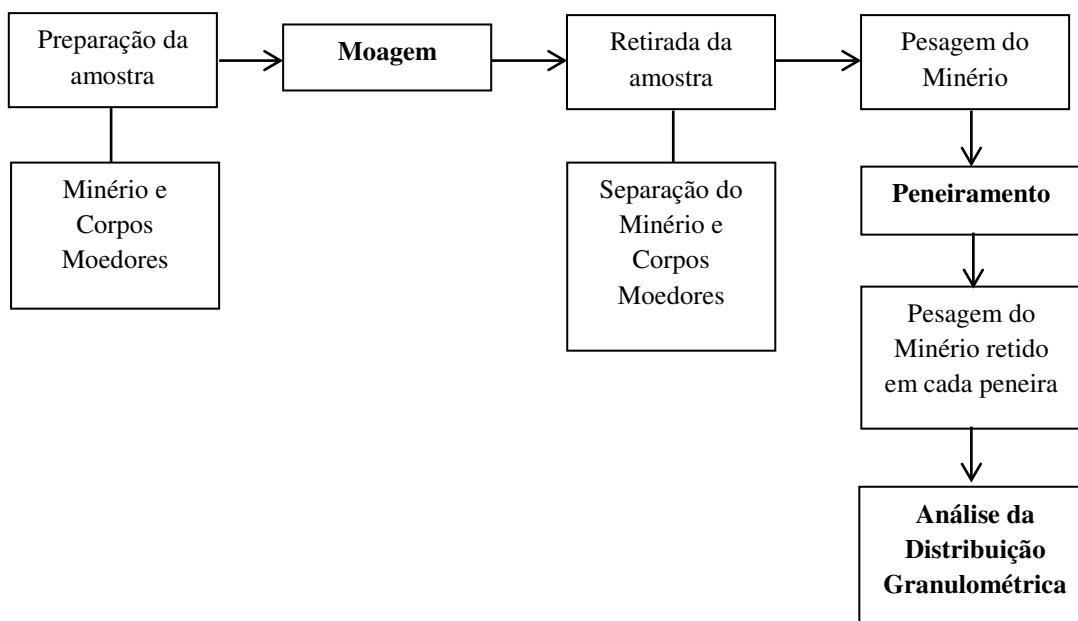 Preparação da
amostra
Moagem
Retirada da
amostra
Pesagem do
Minério
Minério e
Corpos
Moedores
Separação do
Minério e
Corpos
Moedores
Peneiramento
Pesagem do
Minério retido
em cada peneira
Análise da
Distribuição
Granulométrica